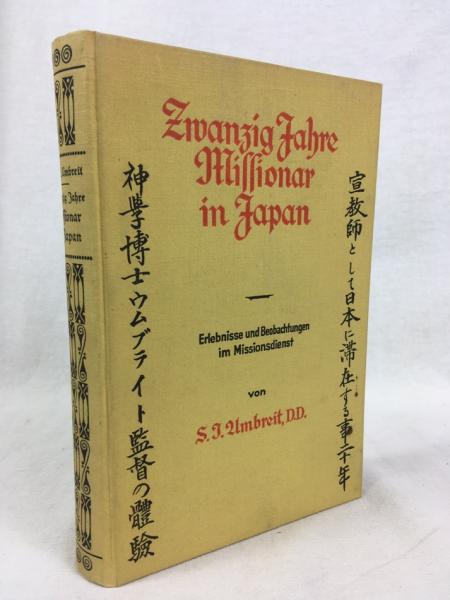 Zwanzig Jahre
Missionar
in Japan
Erlebnisse und Beobachtungen
im Missionsdienst
von
S. J. Umbreit, D.D.
宣教師として日本に滞在する事二十年
神學博士ウムブライト監督の體驗
Umbreit
Jahre
sionar
apan